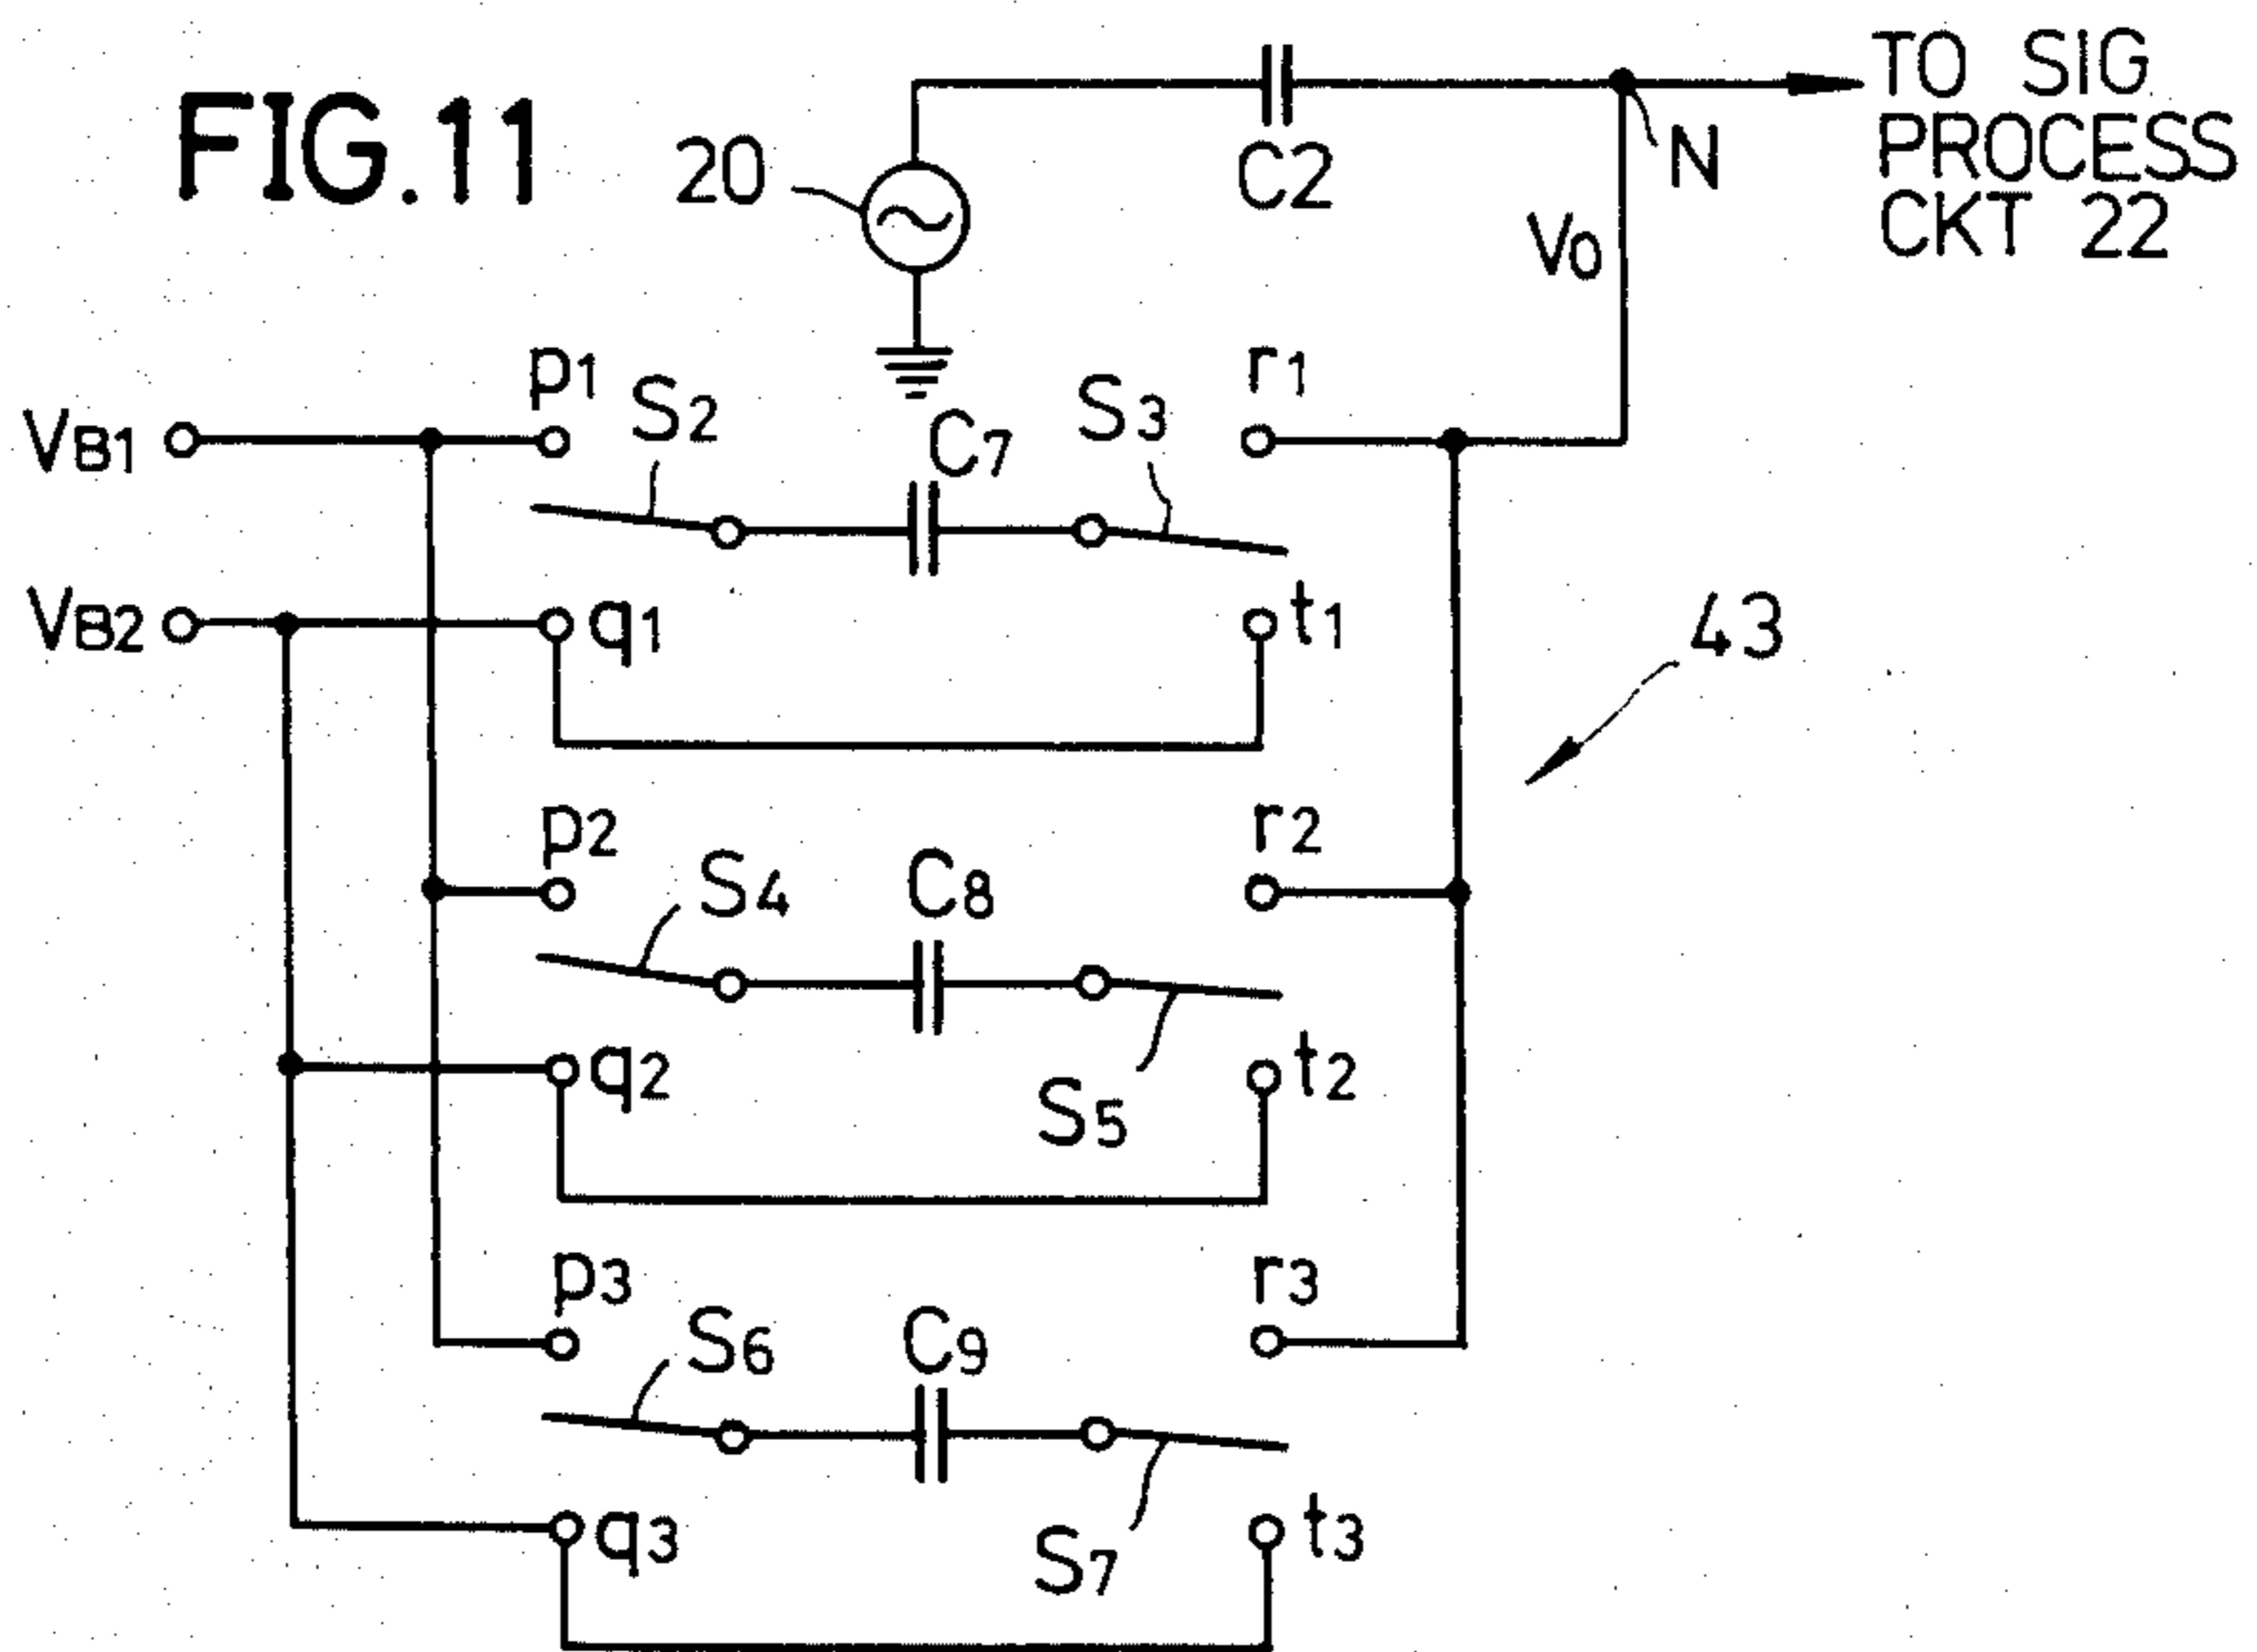 FIG.11
20
C2
N
TO SIG
PROCESS
CKT 22
V0
p1
S2
C7
S3
r1
VB1
VB2
q1
t1
43
p2
S4
C8
r2
q2
S5
t2
p3
S6
C9
r3
q3
S7
t3